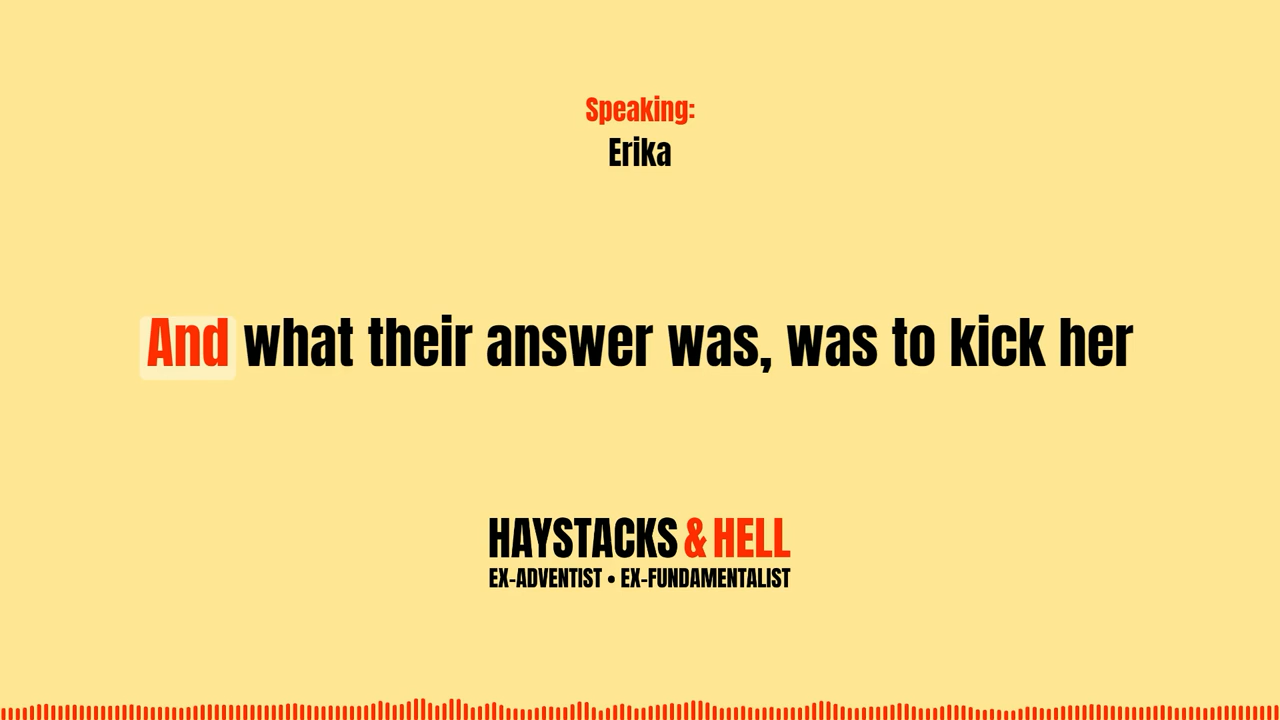 Speaking:
Erika
And what their answer was, was to kick her
HAYSTACKS & HELL
EX-ADVENTIST • EX-FUNDAMENTALIST